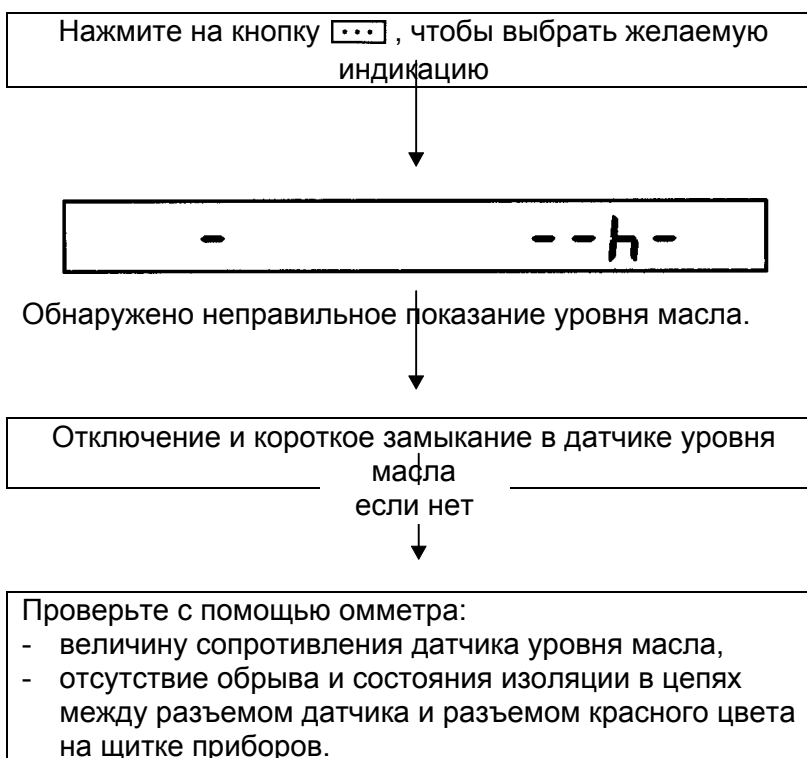 Нажмите на кнопку ••• , чтобы выбрать желаемую
индикацию
- --h-
Обнаружено неправильное показание уровня масла.
Отключение и короткое замыкание в датчике уровня
масла
если нет
Проверьте с помощью омметра:
- величину сопротивления датчика уровня масла,
- отсутствие обрыва и состояния изоляции в цепях
между разъемом датчика и разъемом красного цвета
на щитке приборов.